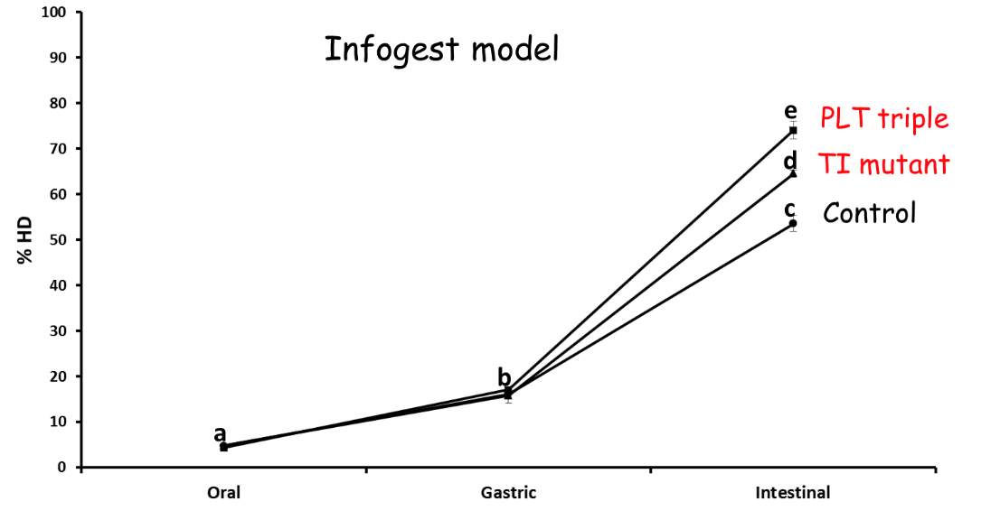 Infogest model
100
90
80
70
60
50
40
30
20
10
0
% HD
a
b
e
PLT triple
d
TI mutant
c
Control
Oral
Gastric
Intestinal